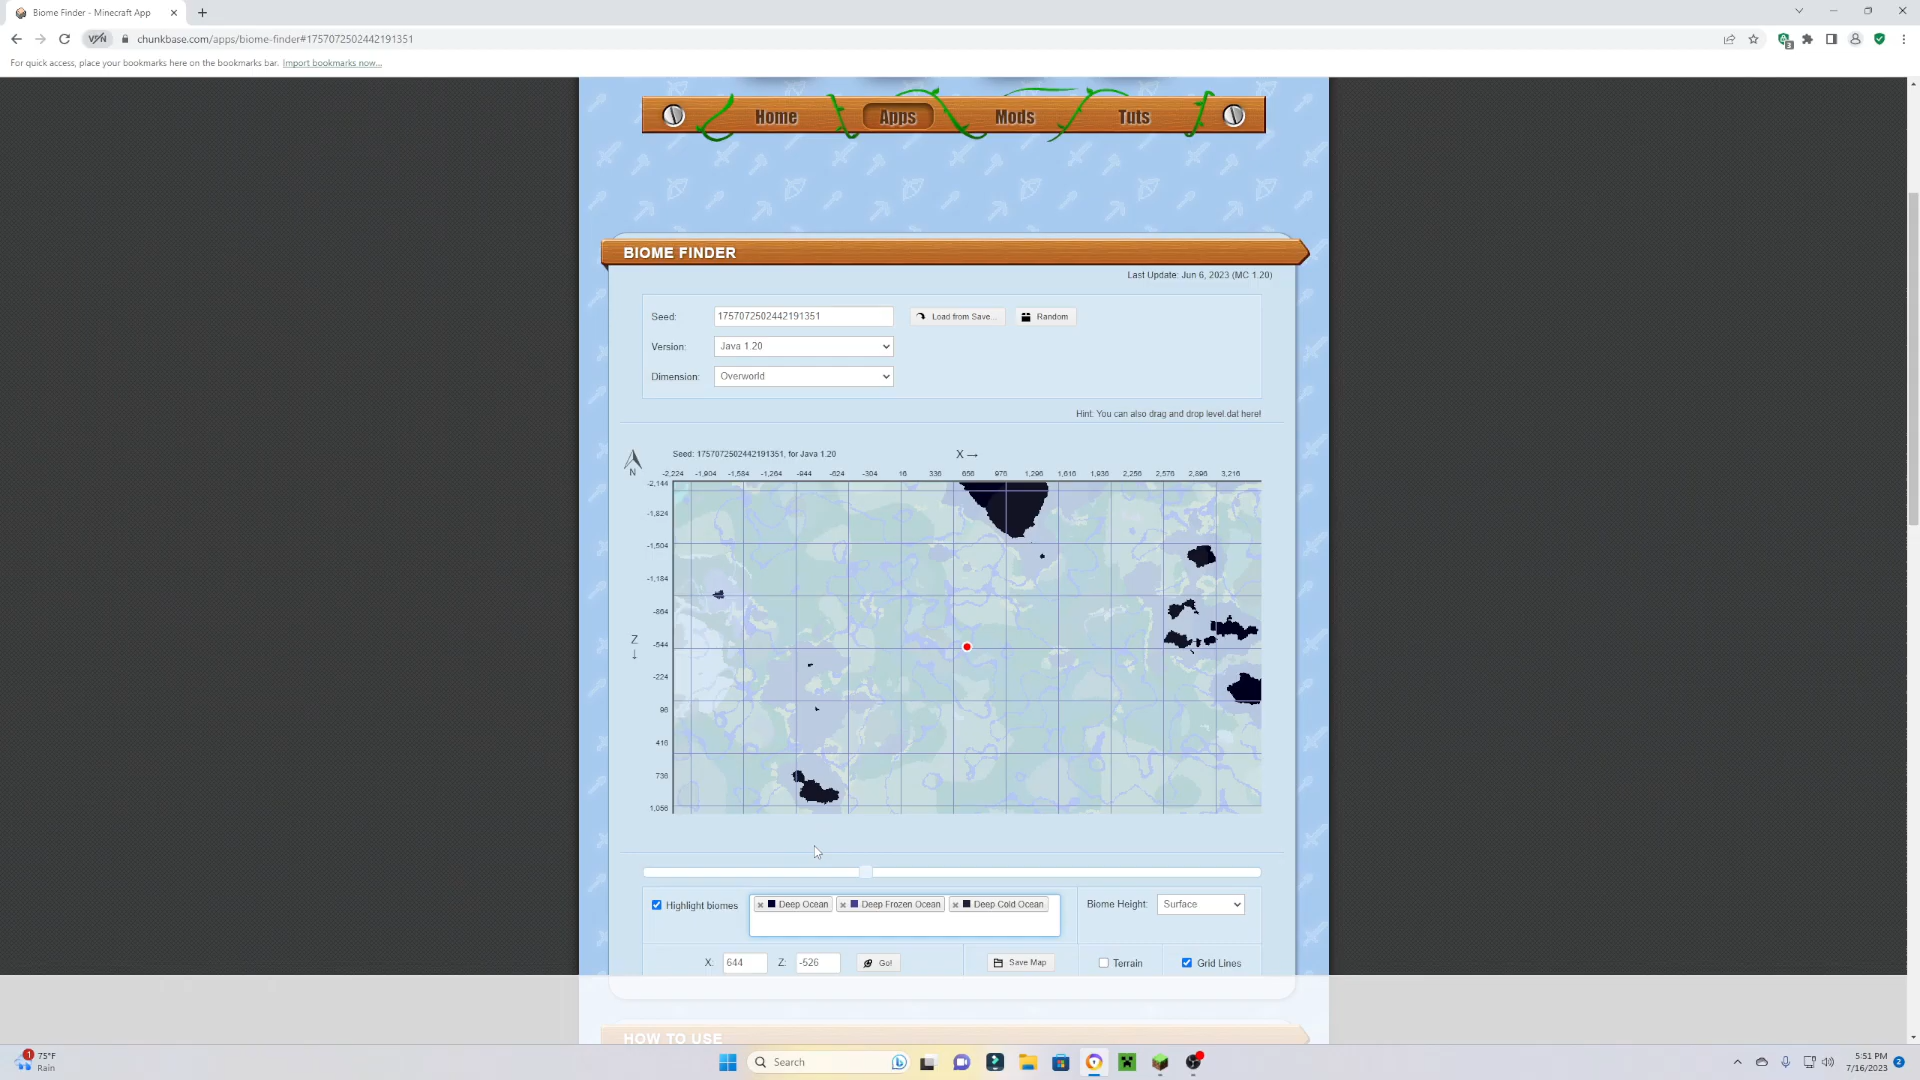 Biome Finder - Minecraft App
chunkbase.com/apps/biome-finder#1757072502442191351
For quick access, place your bookmarks here on the bookmarks bar. Import bookmarks now...
Home Apps Mods Tuts
BIOME FINDER
Last Update: Jun 6, 2023 (MC 1.20)
Seed: 1757072502442191351 Load from Save... Random
Version: Java 1.20
Dimension: Overworld
Hint: You can also drag and drop level.dat here!
Seed: 1757072502442191351, for Java 1.20 X →
N
-2,224 -1,904 -1,584 -1,264 -944 -624 -304 16 336 656 976 1,296 1,616 1,936 2,256 2,576 2,896 3,216
-2,144
-1,824
-1,504
-1,184
-864
Z
↓
-544
-224
96
416
736
1,056
Highlight biomes × Deep Ocean × Deep Frozen Ocean × Deep Cold Ocean Biome Height: Surface
X: 644 Z: -526 Go! Save Map Terrain Grid Lines
HOW TO USE
1 75°F
Rain
Search
5:51 PM
7/16/2023
2